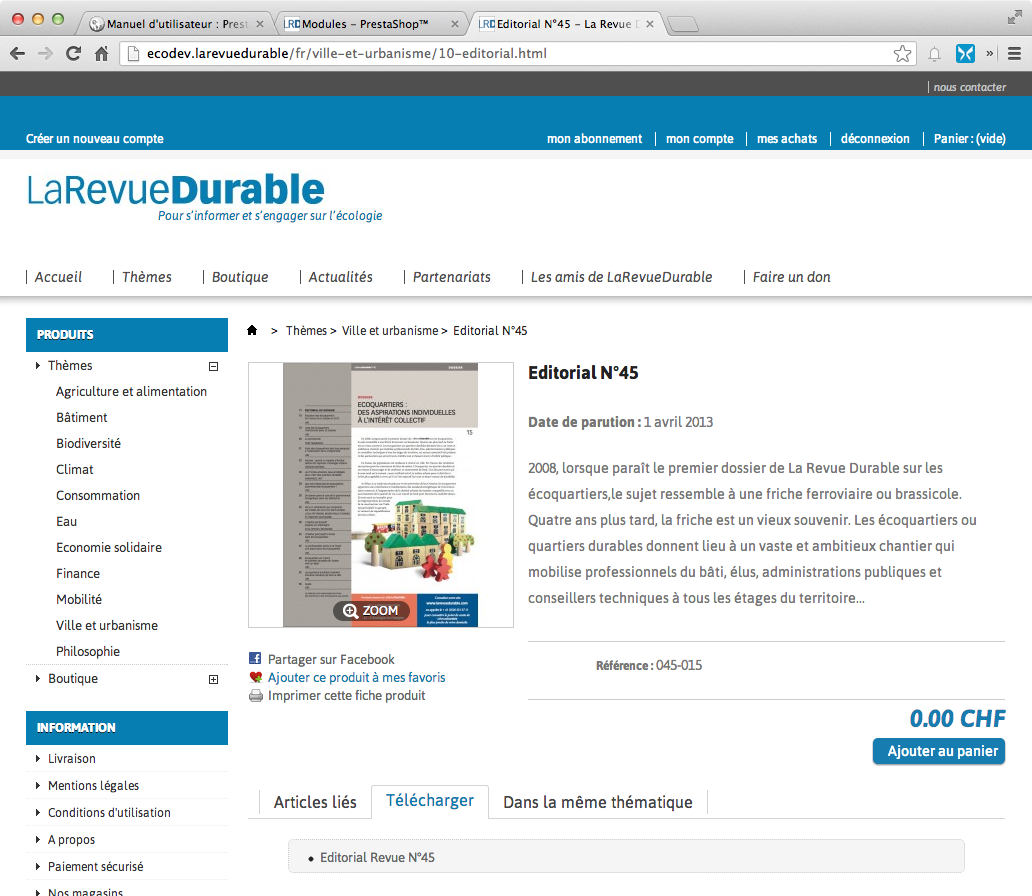 Manuel d'utilisateur : Prest
Modules – PrestaShop™
Editorial N°45 – La Revue D
ecodev.larevuedurable/fr/ville-et-urbanisme/10-editorial.html
nous contacter
Créer un nouveau compte
mon abonnement
mon compte
mes achats
déconnexion
Panier : (vide)
LaRevueDurable
Pour s'informer et s'engager sur l'écologie
Accueil
Thèmes
Boutique
Actualités
Partenariats
Les amis de LaRevueDurable
Faire un don
PRODUITS
Thèmes
Agriculture et alimentation
Bâtiment
Biodiversité
Climat
Consommation
Eau
Economie solidaire
Finance
Mobilité
Ville et urbanisme
Philosophie
Boutique
INFORMATION
Livraison
Mentions légales
Conditions d'utilisation
A propos
Paiement sécurisé
Nos magasins
> Thèmes > Ville et urbanisme > Editorial N°45
ECOQUARTIERS :
DES ASPIRATIONS INDIVIDUELLES
À L'INTÉRÊT COLLECTIF
15
www.larevuedurable.com
ZOOM
Partager sur Facebook
Ajouter ce produit à mes favoris
Imprimer cette fiche produit
Editorial N°45
Date de parution : 1 avril 2013
2008, lorsque paraît le premier dossier de La Revue Durable sur les
écoquartiers,le sujet ressemble à une friche ferroviaire ou brassicole.
Quatre ans plus tard, la friche est un vieux souvenir. Les écoquartiers ou
quartiers durables donnent lieu à un vaste et ambitieux chantier qui
mobilise professionnels du bâti, élus, administrations publiques et
conseillers techniques à tous les étages du territoire...
Référence : 045-015
0.00 CHF
Ajouter au panier
Articles liés
Télécharger
Dans la même thématique
Editorial Revue N°45